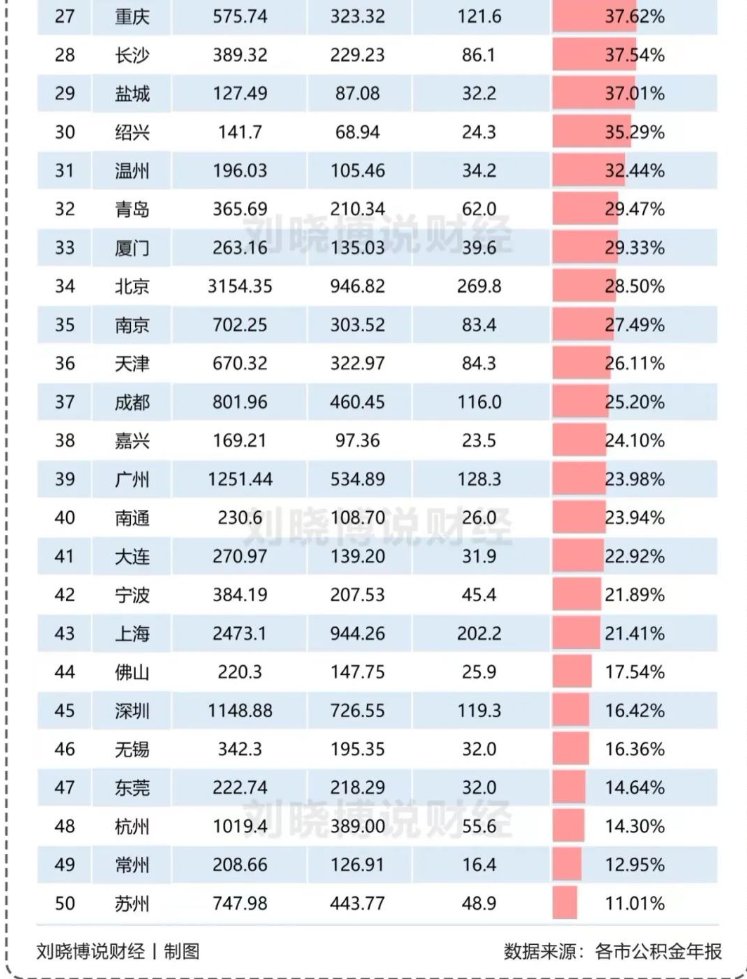 27 重庆 575.74 323.32 121.6 37.62%
28 长沙 389.32 229.23 86.1 37.54%
29 盐城 127.49 87.08 32.2 37.01%
30 绍兴 141.7 68.94 24.3 35.29%
31 温州 196.03 105.46 34.2 32.44%
32 青岛 365.69 210.34 62.0 29.47%
刘晓博说财经
33 厦门 263.16 135.03 39.6 29.33%
34 北京 3154.35 946.82 269.8 28.50%
35 南京 702.25 303.52 83.4 27.49%
36 天津 670.32 322.97 84.3 26.11%
37 成都 801.96 460.45 116.0 25.20%
38 嘉兴 169.21 97.36 23.5 24.10%
39 广州 1251.44 534.89 128.3 23.98%
40 南通 230.6 108.70 26.0 23.94%
刘晓博说财经
41 大连 270.97 139.20 31.9 22.92%
42 宁波 384.19 207.53 45.4 21.89%
43 上海 2473.1 944.26 202.2 21.41%
44 佛山 220.3 147.75 25.9 17.54%
45 深圳 1148.88 726.55 119.3 16.42%
46 无锡 342.3 195.35 32.0 16.36%
47 东莞 222.74 218.29 32.0 14.64%
刘晓博说财经
48 杭州 1019.4 389.00 55.6 14.30%
49 常州 208.66 126.91 16.4 12.95%
50 苏州 747.98 443.77 48.9 11.01%
刘晓博说财经丨制图 数据来源：各市公积金年报